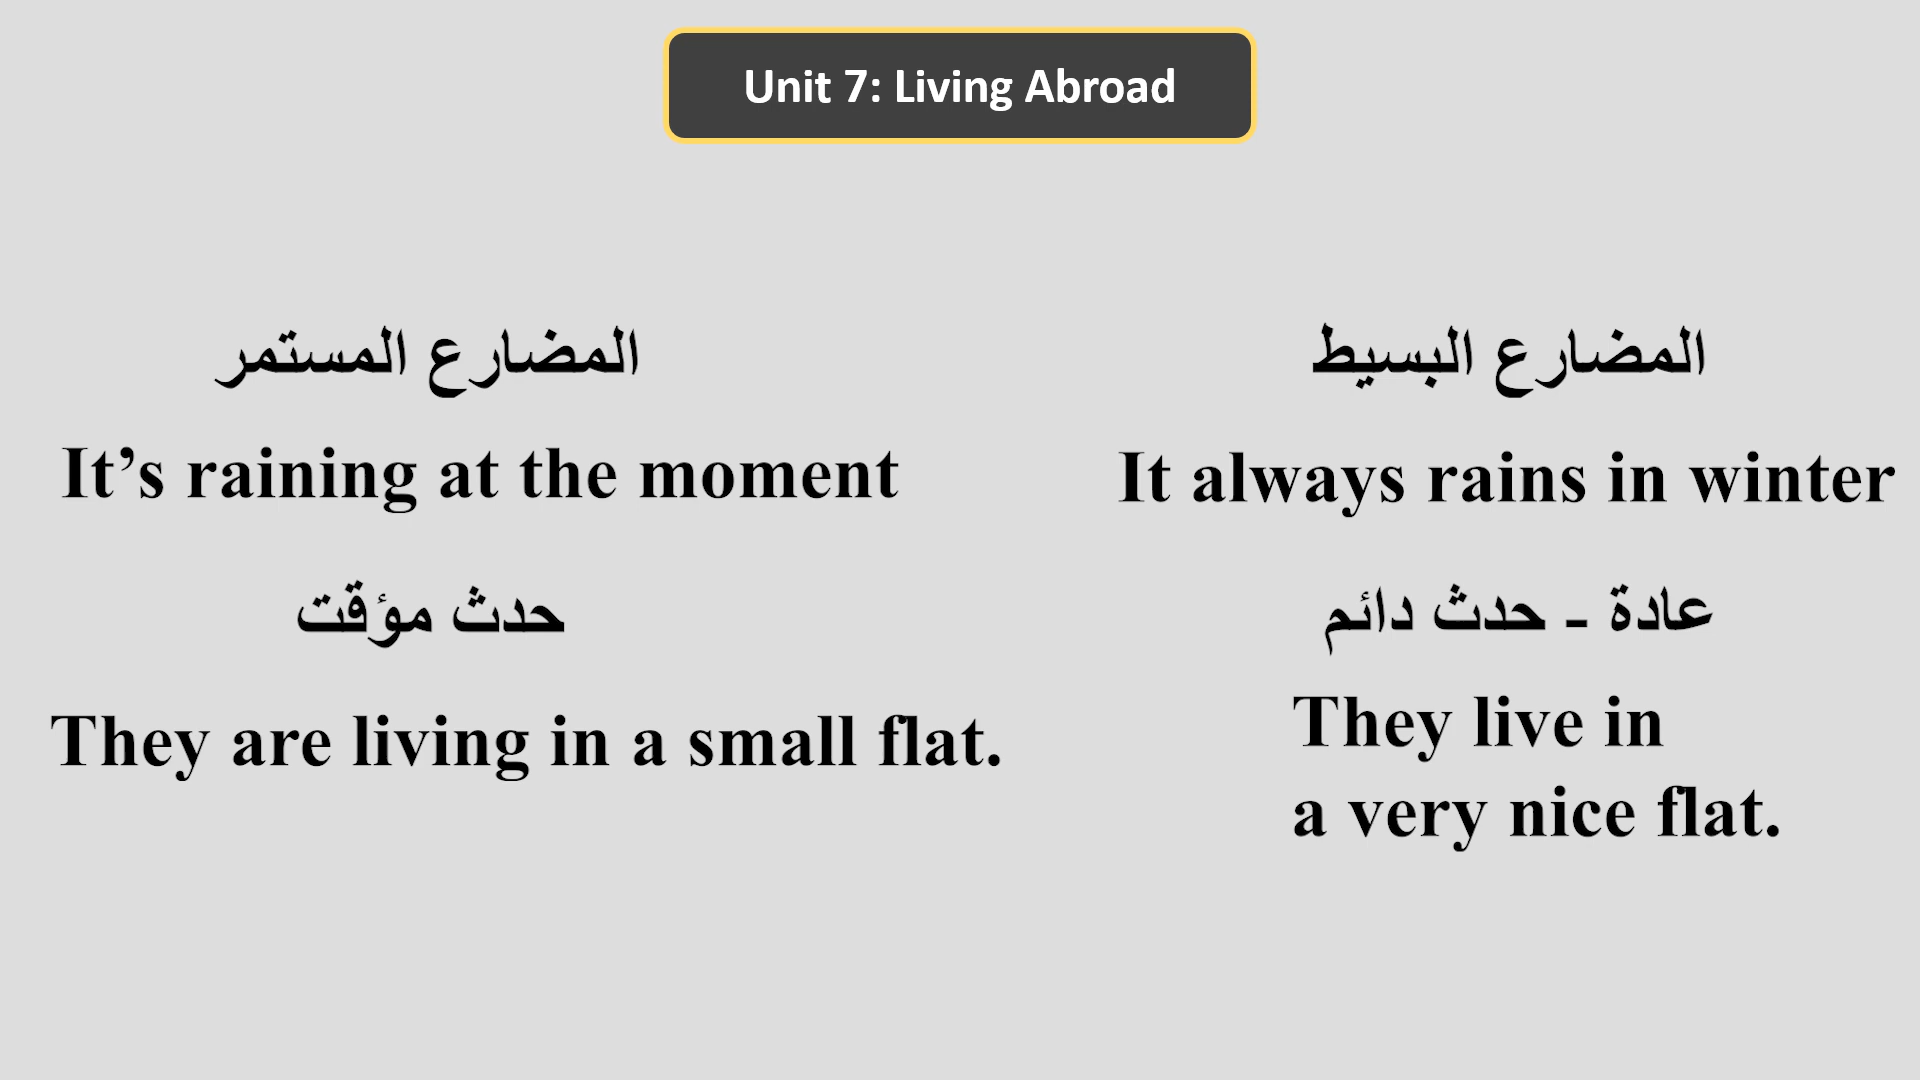 Unit 7: Living Abroad
المضارع المستمر
It’s raining at the moment
حدث مؤقت
They are living in a small flat.
المضارع البسيط
It always rains in winter
عادة - حدث دائم
They live in
a very nice flat.